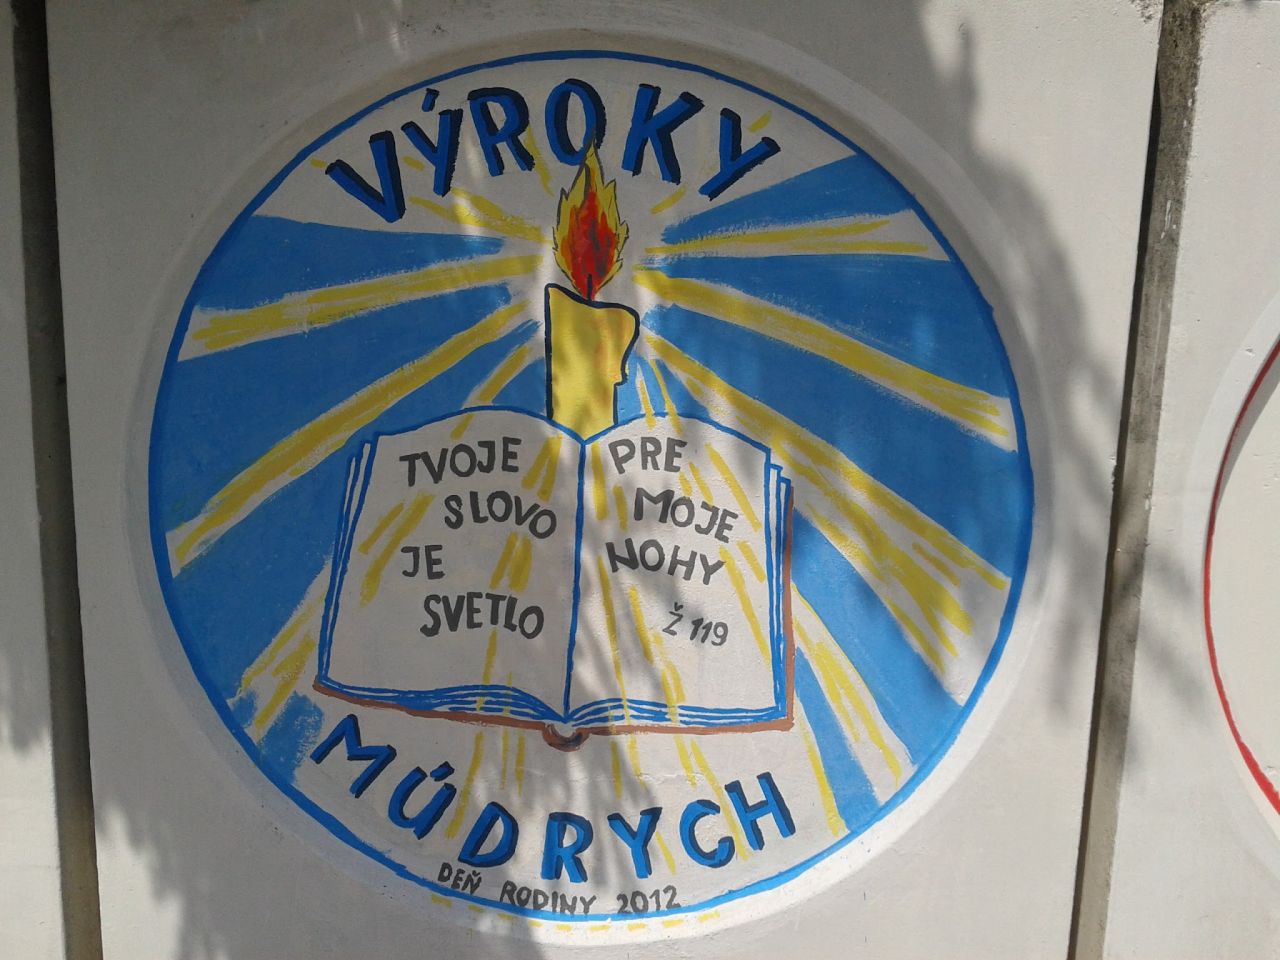 VÝROKY
TVOJE
SLOVO
JE
SVETLO
PRE
MOJE
NOHY
Ž 119
MÚDRYCH
DEŇ RODINY 2012